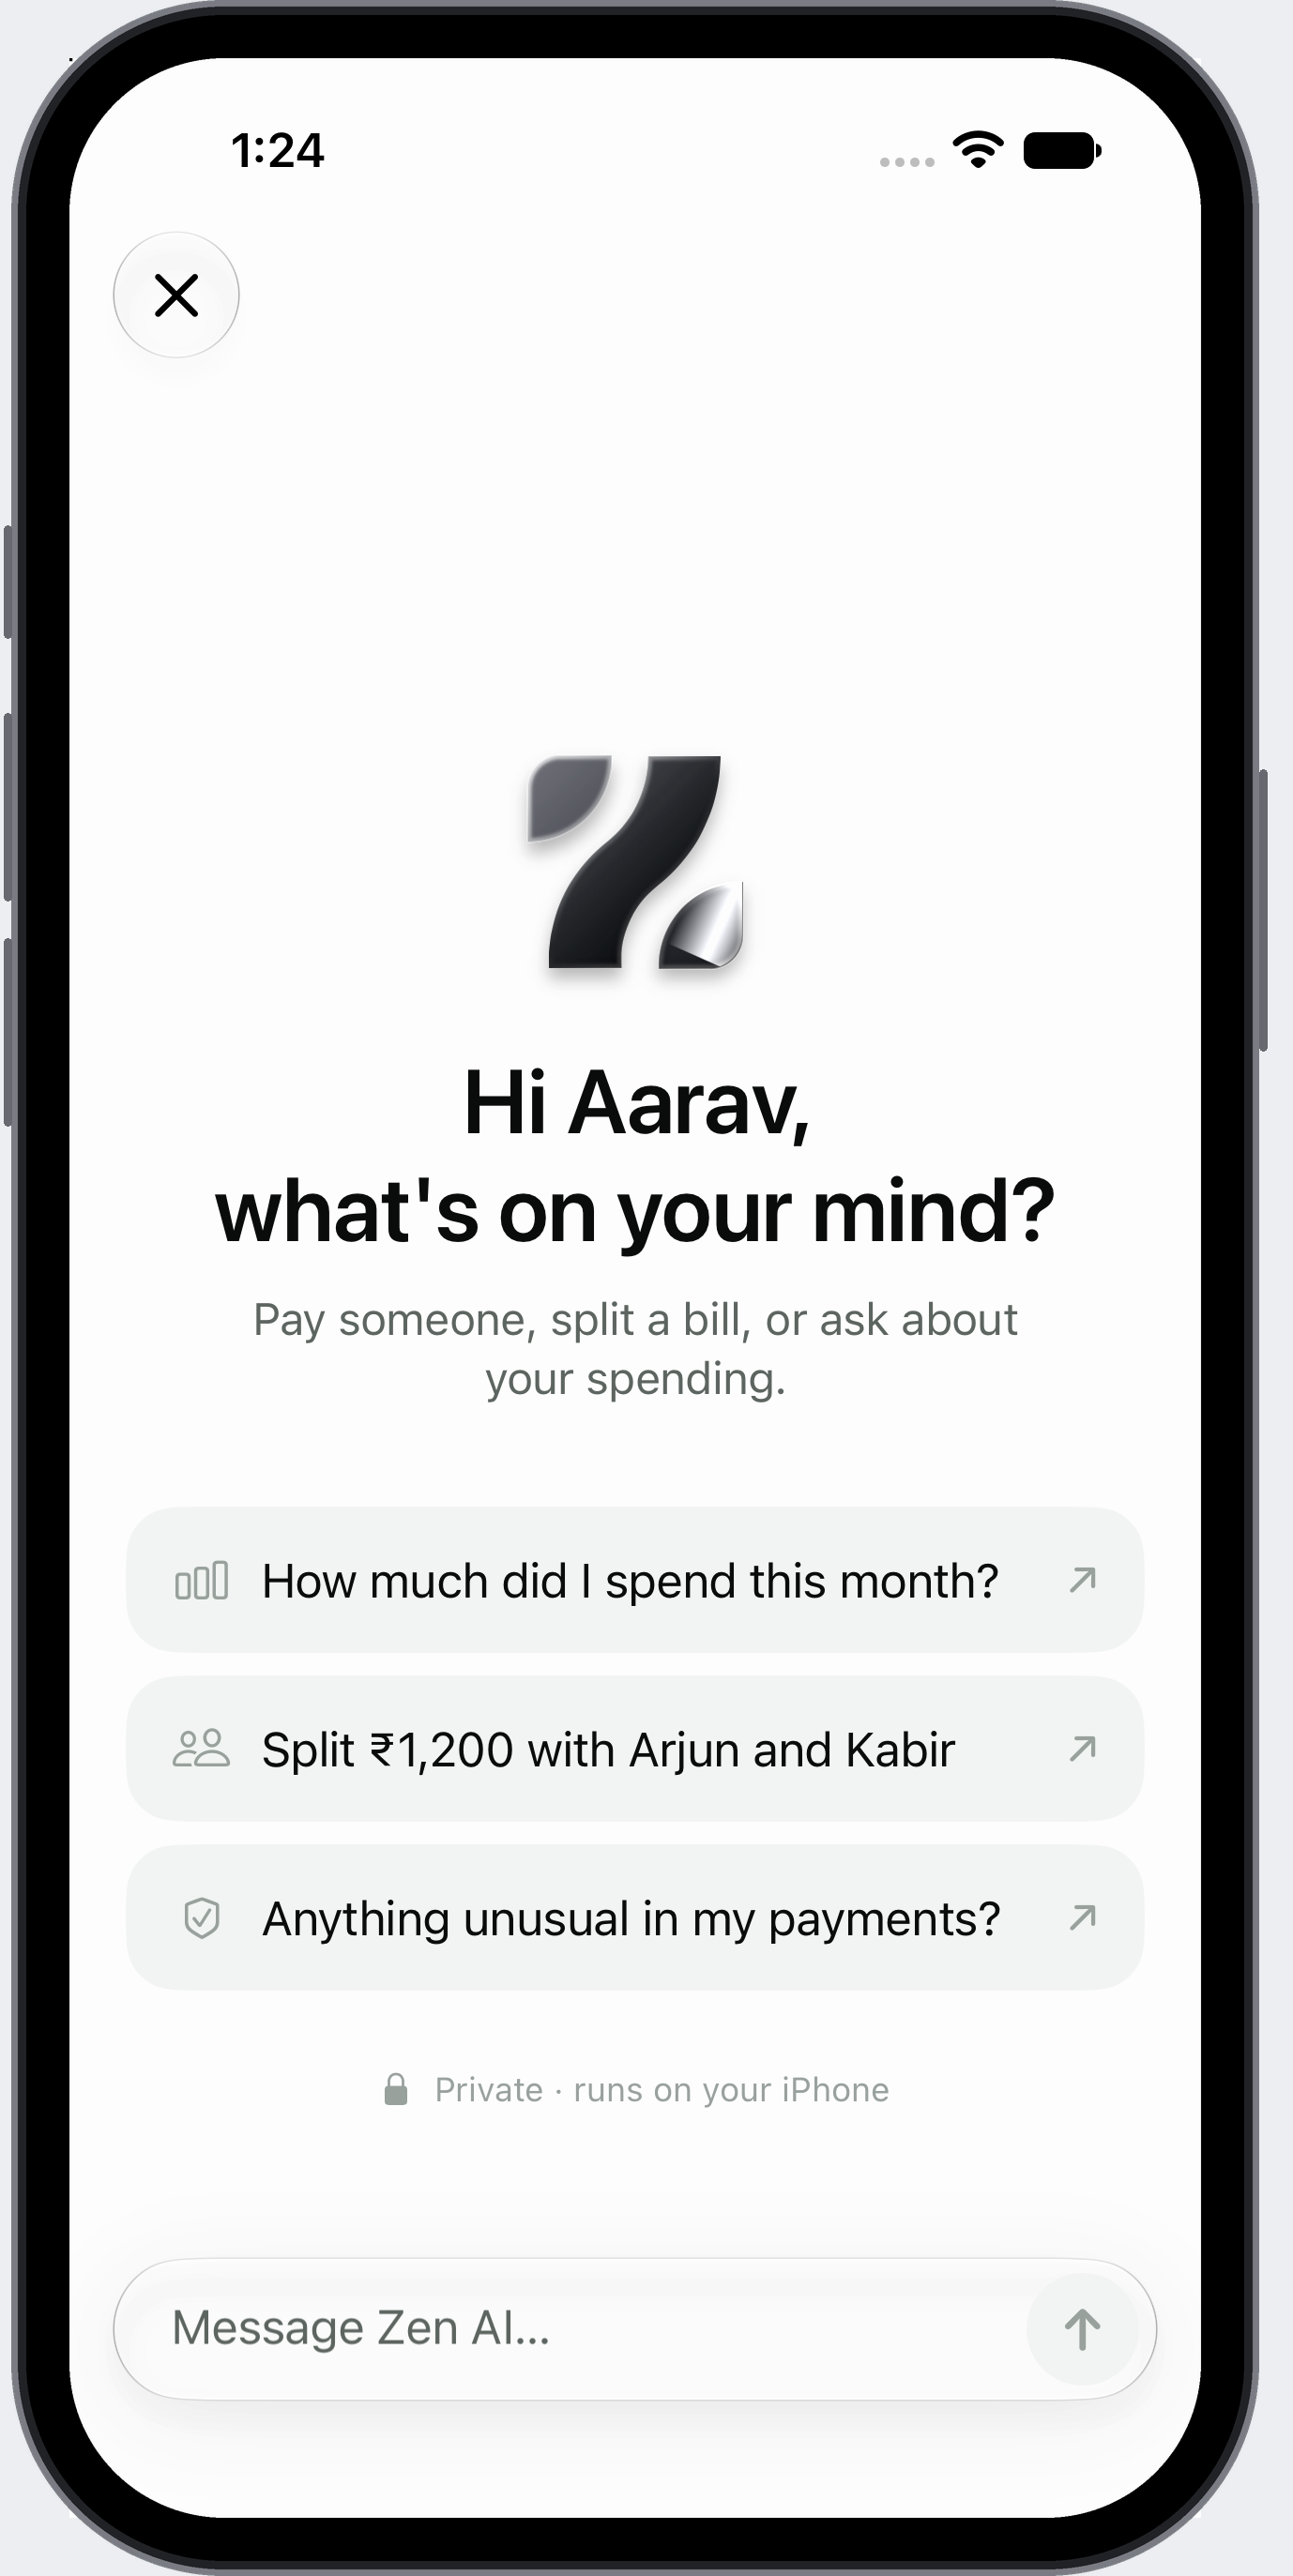 1:24
Hi Aarav,
what's on your mind?
Pay someone, split a bill, or ask about
your spending.
How much did I spend this month?
Split ₹1,200 with Arjun and Kabir
Anything unusual in my payments?
Private · runs on your iPhone
Message Zen AI...